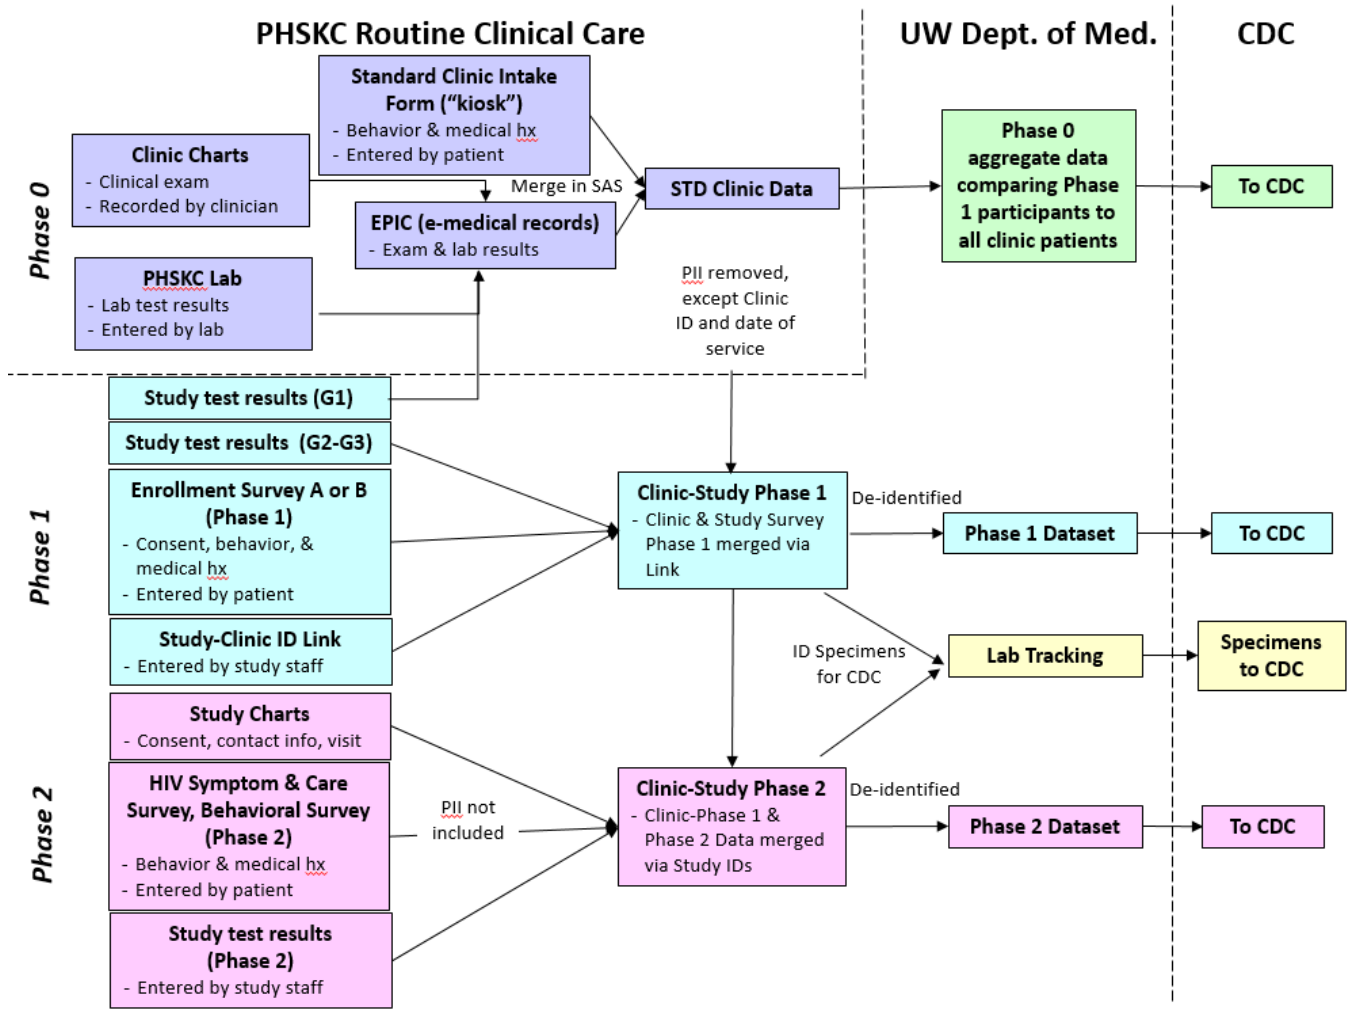 PHSKC Routine Clinical Care
UW Dept. of Med.
CDC
Phase 0
Standard Clinic Intake
Form (“kiosk”)
- Behavior & medical hx
- Entered by patient
Clinic Charts
- Clinical exam
- Recorded by clinician
Merge in SAS
EPIC (e-medical records)
- Exam & lab results
STD Clinic Data
PHSKC Lab
- Lab test results
- Entered by lab
Phase 0
aggregate data
comparing Phase
1 participants to
all clinic patients
To CDC
PII removed,
except Clinic
ID and date of
service
Phase 1
Study test results (G1)
Study test results (G2-G3)
Enrollment Survey A or B
(Phase 1)
- Consent, behavior, &
medical hx
- Entered by patient
Study-Clinic ID Link
- Entered by study staff
Clinic-Study Phase 1
- Clinic & Study Survey
Phase 1 merged via
Link
De-identified
Phase 1 Dataset
To CDC
ID Specimens
for CDC
Lab Tracking
Specimens
to CDC
Phase 2
Study Charts
- Consent, contact info, visit
HIV Symptom & Care
Survey, Behavioral Survey
(Phase 2)
- Behavior & medical hx
- Entered by patient
PII not
included
Study test results
(Phase 2)
- Entered by study staff
Clinic-Study Phase 2
- Clinic-Phase 1 &
Phase 2 Data merged
via Study IDs
De-identified
Phase 2 Dataset
To CDC